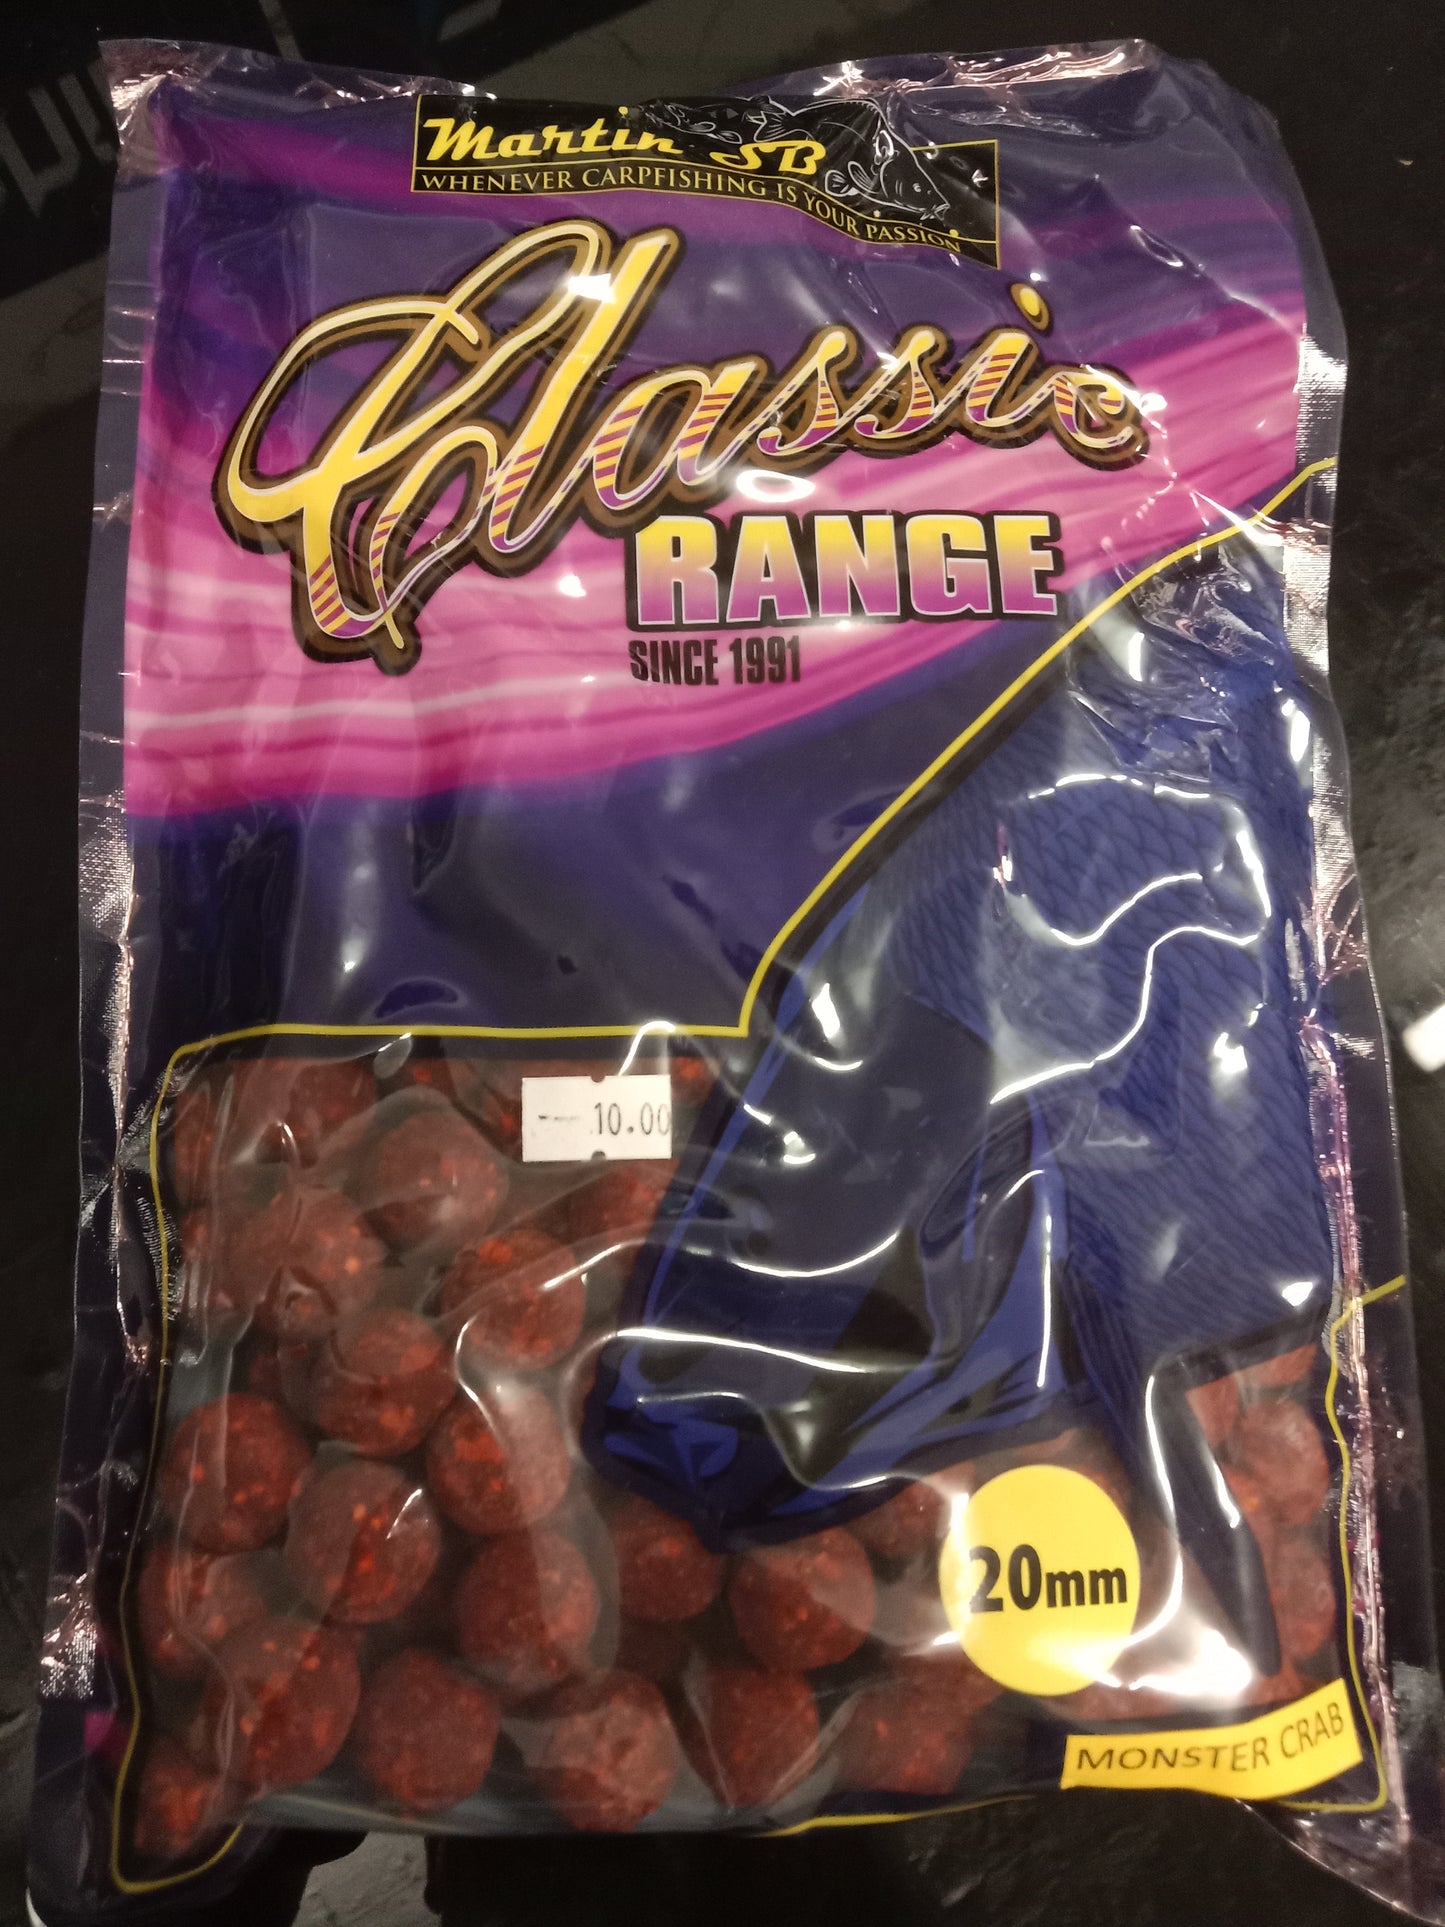 Martin SB
WHENEVER CARPFISHING IS YOUR PASSION
Classic
RANGE
SINCE 1991
10.00
20mm
MONSTER CRAB